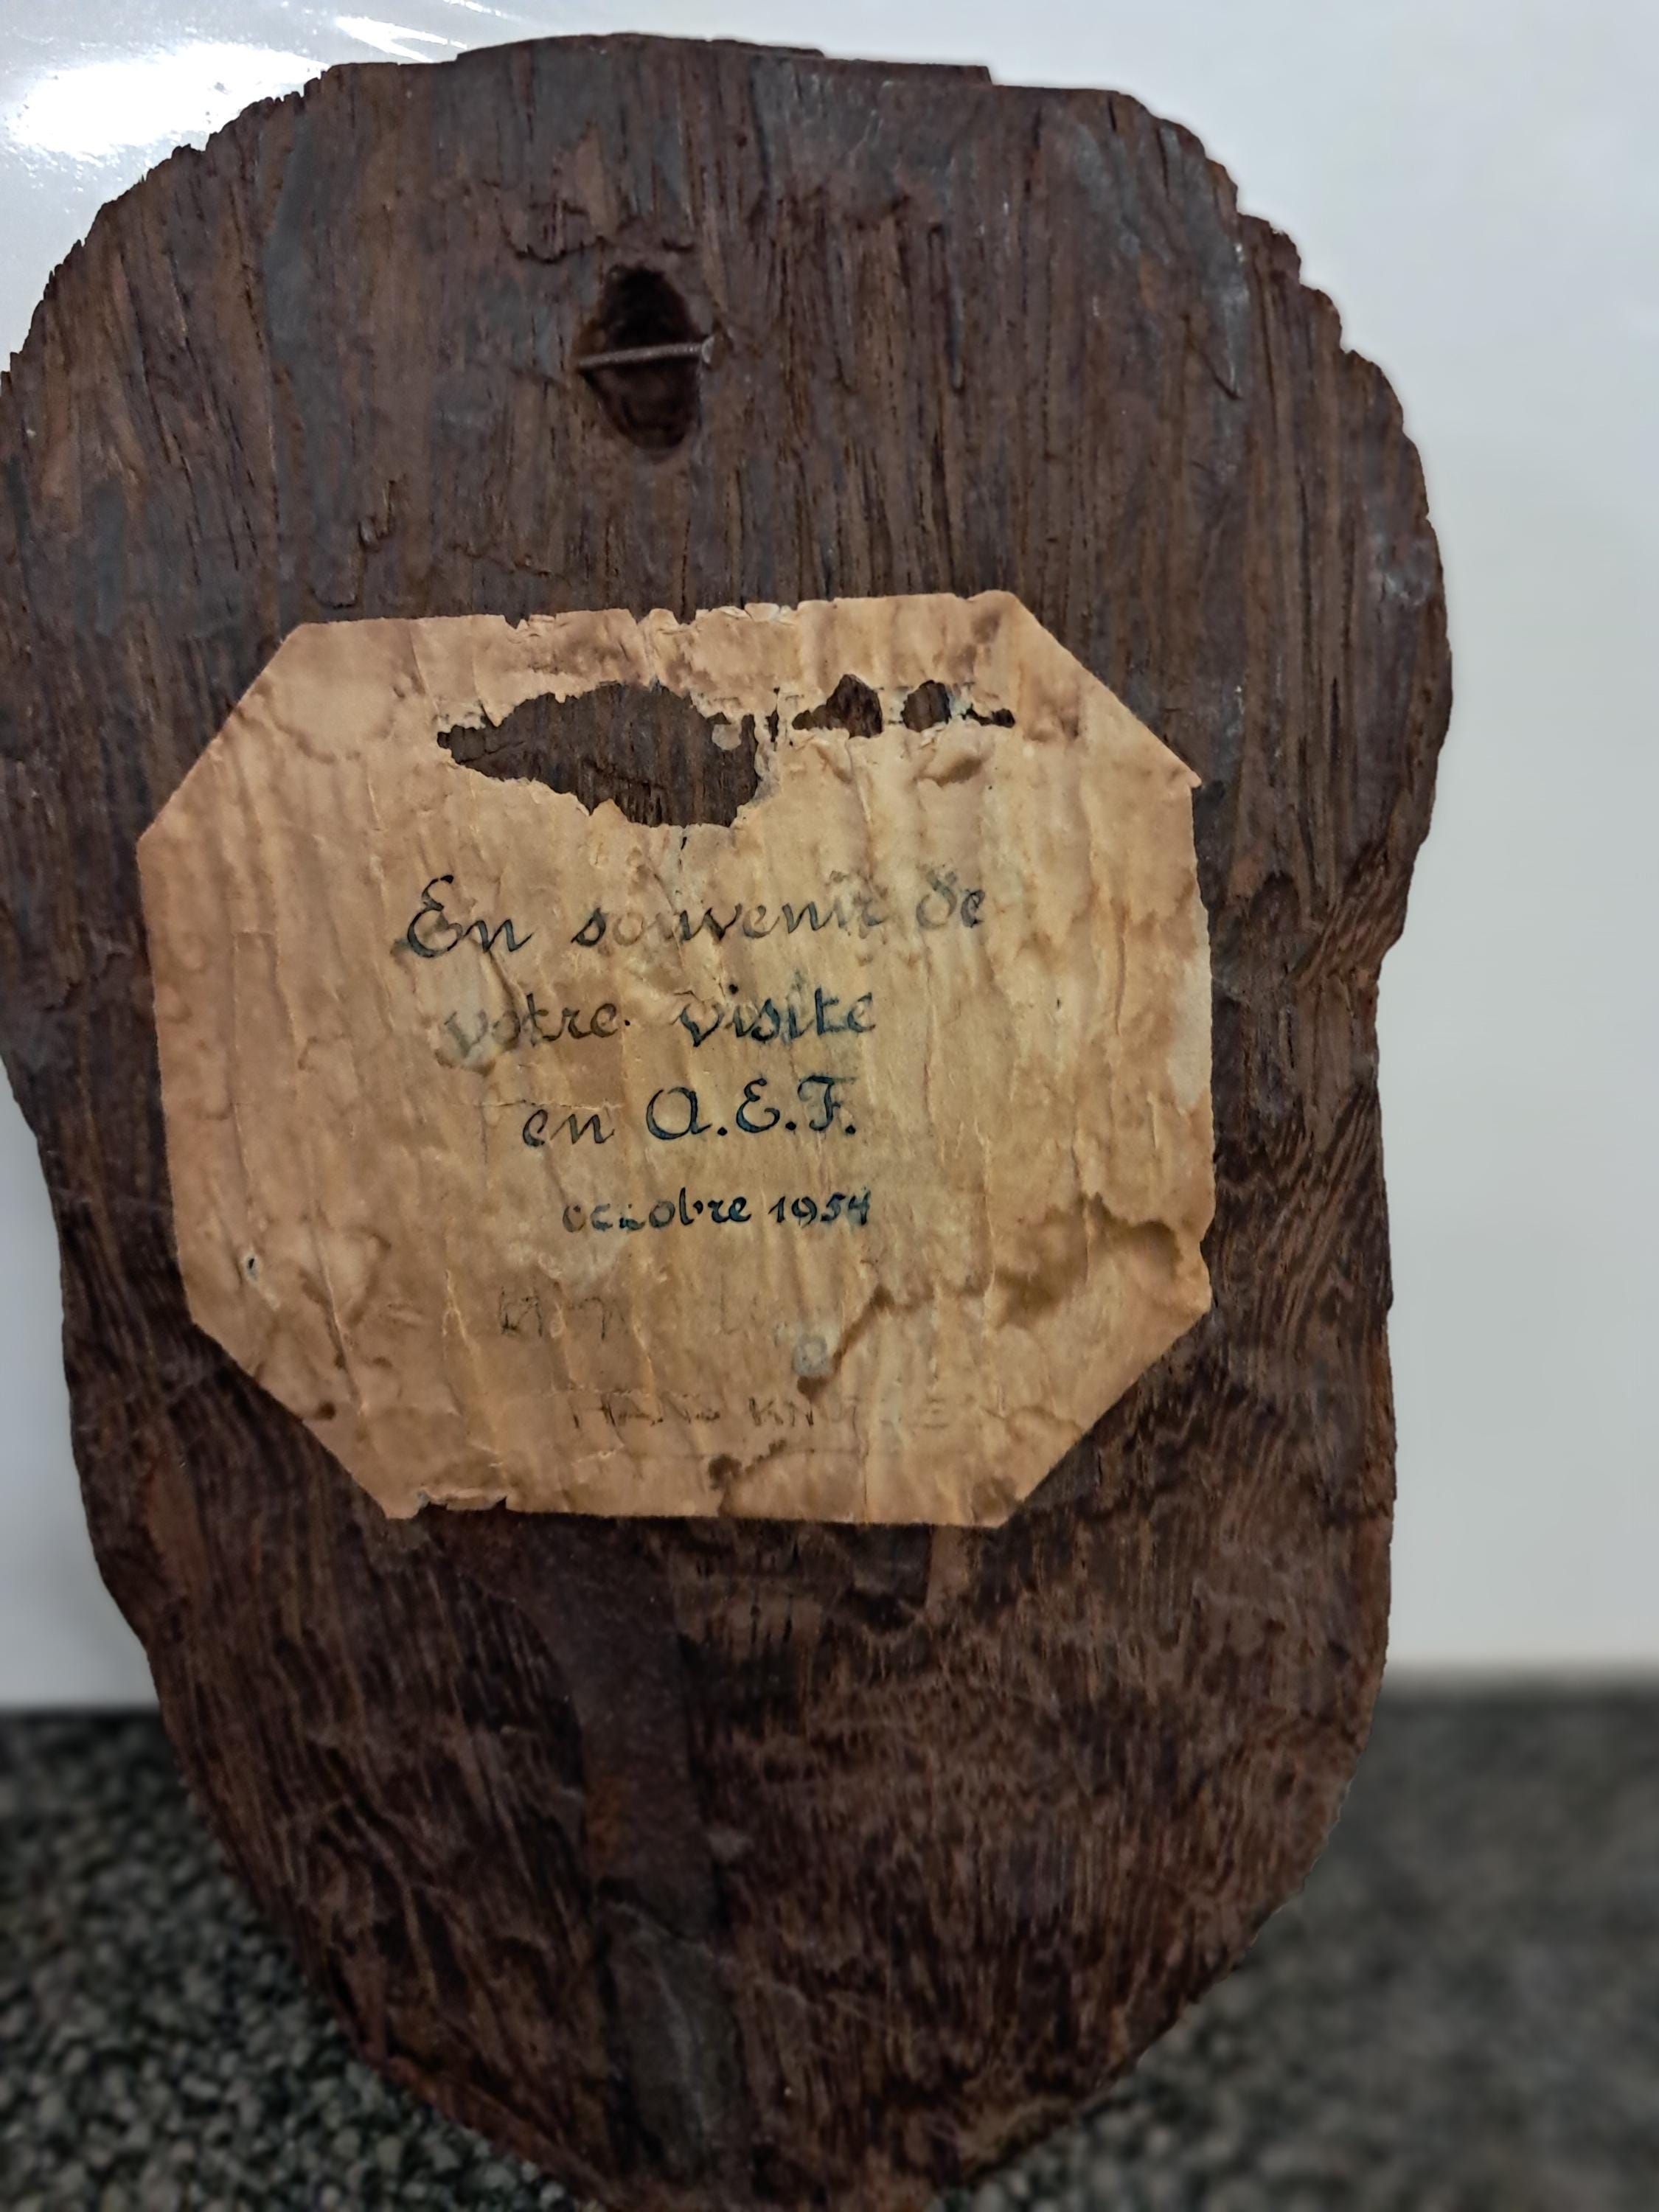 En souvenir de
votre visite
en A.E.F.
octobre 1954